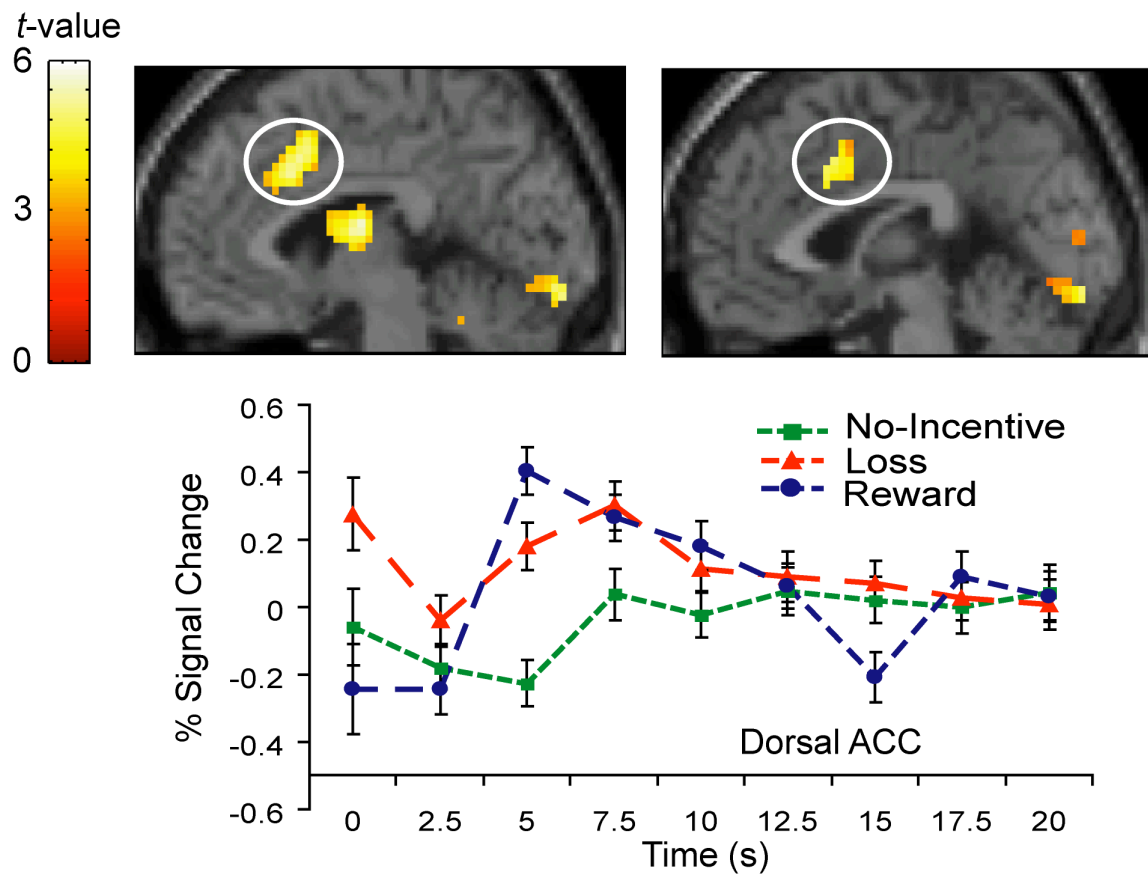 t-value
6
3
0
0.6
0.4
0.2
0
-0.2
-0.4
-0.6
% Signal Change
No-Incentive
Loss
Reward
Dorsal ACC
0 2.5 5 7.5 10 12.5 15 17.5 20
Time (s)